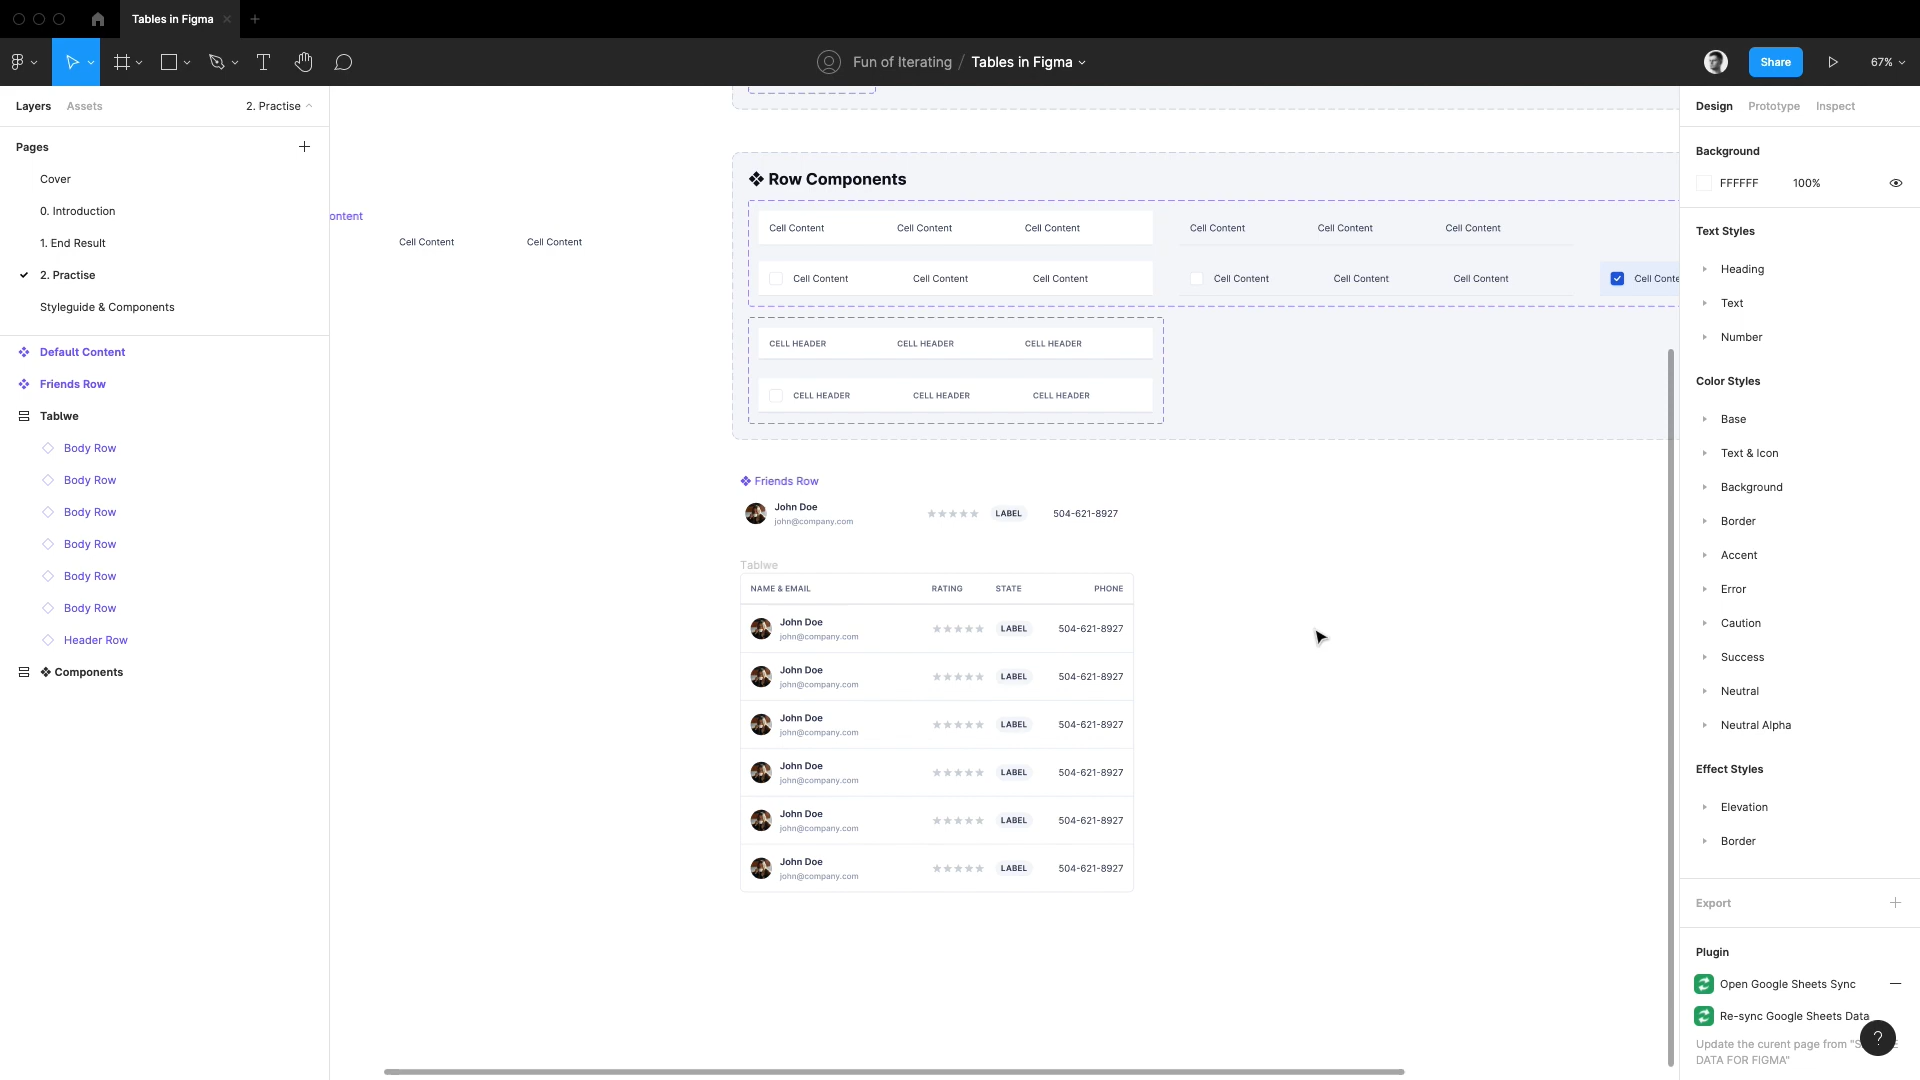 Tables in Figma
Fun of Iterating / Tables in Figma
Share
67%
Layers Assets 2. Practise
Pages
Cover
0. Introduction
1. End Result
2. Practise
Styleguide & Components
Default Content
Friends Row
Tablwe
Body Row
Body Row
Body Row
Body Row
Body Row
Body Row
Header Row
Components
ontent
Cell Content Cell Content
Row Components
Cell Content Cell Content Cell Content Cell Content Cell Content Cell Content
Cell Content Cell Content Cell Content Cell Content Cell Content Cell Content Cell Conte
CELL HEADER CELL HEADER CELL HEADER
CELL HEADER CELL HEADER CELL HEADER
Friends Row
John Doe
john@company.com
LABEL 504-621-8927
Tablwe
NAME & EMAIL RATING STATE PHONE
John Doe
john@company.com
LABEL 504-621-8927
John Doe
john@company.com
LABEL 504-621-8927
John Doe
john@company.com
LABEL 504-621-8927
John Doe
john@company.com
LABEL 504-621-8927
John Doe
john@company.com
LABEL 504-621-8927
John Doe
john@company.com
LABEL 504-621-8927
Design Prototype Inspect
Background
FFFFFF 100%
Text Styles
Heading
Text
Number
Color Styles
Base
Text & Icon
Background
Border
Accent
Error
Caution
Success
Neutral
Neutral Alpha
Effect Styles
Elevation
Border
Export
Plugin
Open Google Sheets Sync
Re-sync Google Sheets Data
Update the curent page from "S
DATA FOR FIGMA"
?